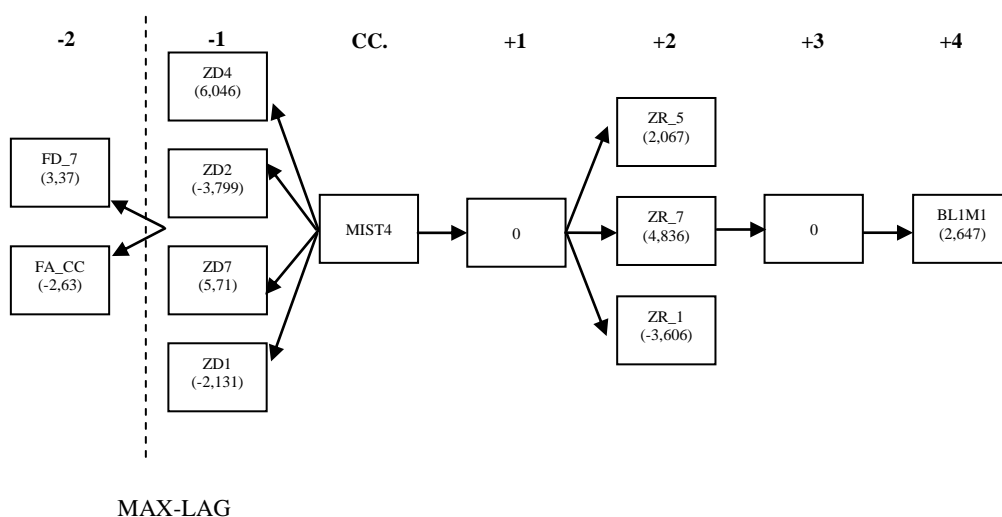 -2 -1 CC. +1 +2 +3 +4
ZD4
(6,046)
ZR_5
(2,067)
FD_7
(3,37)
ZD2
(-3,799)
MIST4
0
ZR_7
(4,836)
0
BL1M1
(2,647)
FA_CC
(-2,63)
ZD7
(5,71)
ZR_1
(-3,606)
ZD1
(-2,131)
MAX-LAG